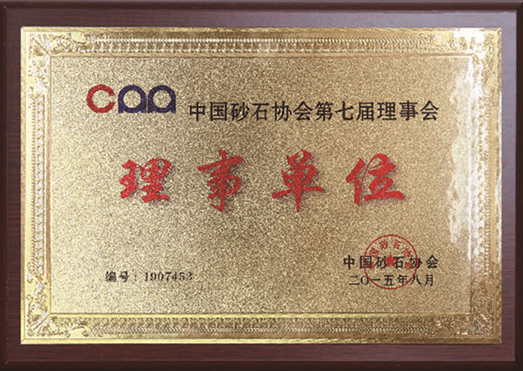 CAA 中国砂石协会第七届理事会
理事单位
中国砂石协会
编号:1907453
二〇一五年八月